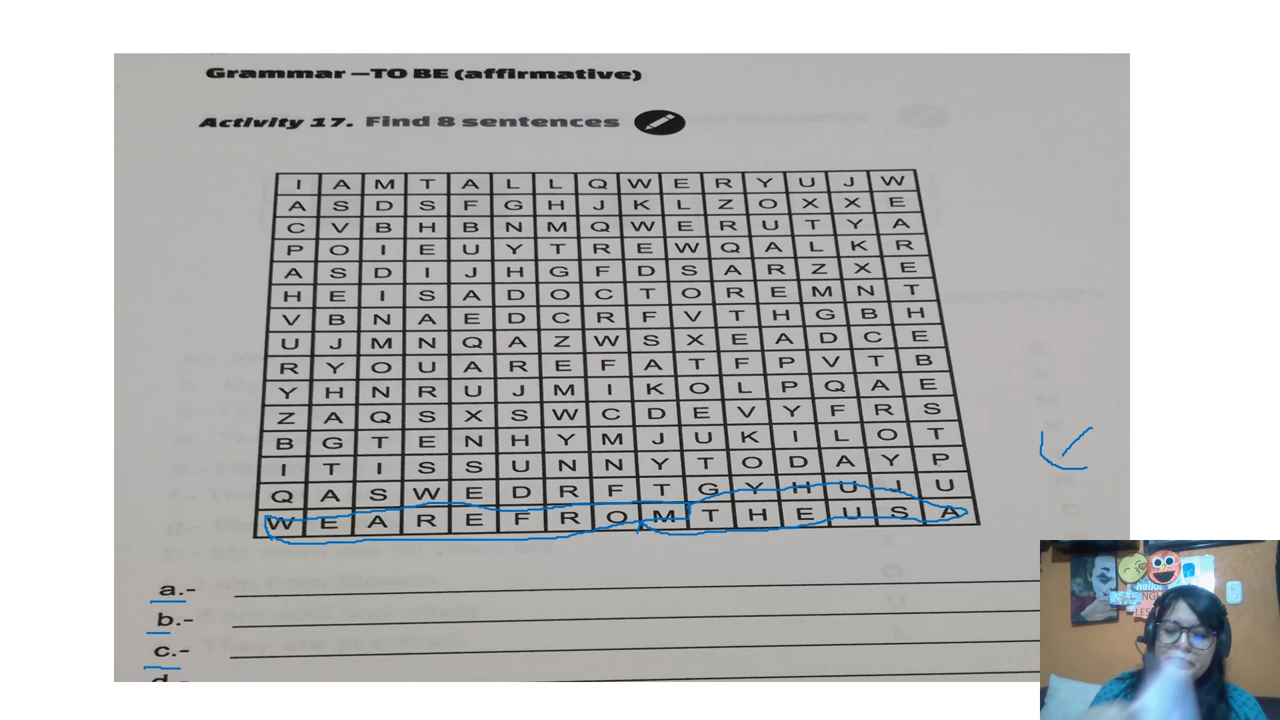 Grammar —TO BE (affirmative)
Activity 17. Find 8 sentences
I A M T A L L Q W E R Y U J W
A S D S F G H J K L Z O X X E
C V B H B N M Q W E R U T Y A
P O I E U Y T R E W Q A L K R
A S D I J H G F D S A R Z X E
H E I S A D O C T O R E M N T
V B N A E D C R F V T H G B H
U J M N Q A Z W S X E A D C E
R Y O U A R E F A T F P V T B
Y H N R U J M I K O L P Q A E
Z A Q S X S W C D E V Y F R S
B G T E N H Y M J U K I L O T
I T I S S U N N Y T O D A Y P
Q A S W E D R F T G Y H U J U
W E A R E F R O M T H E U S A
a.-
b.-
c.-